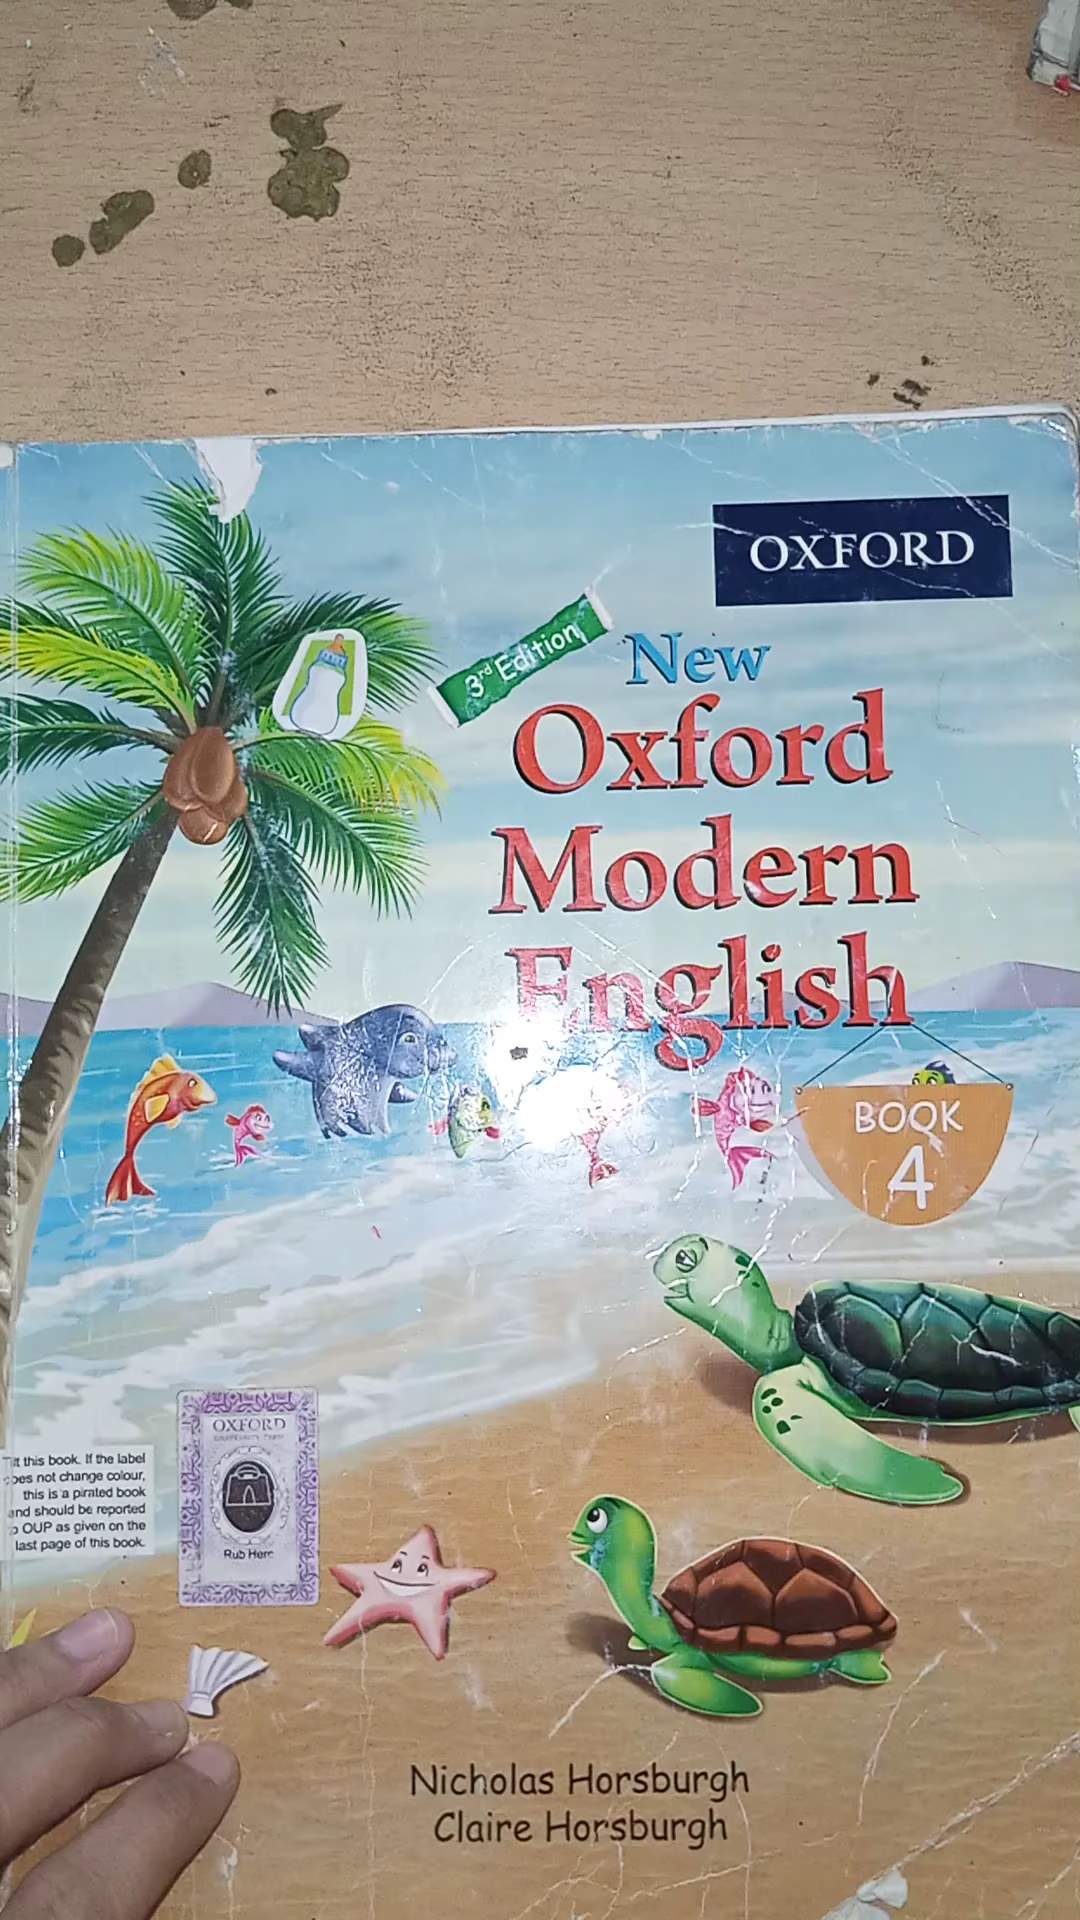 OXFORD
3rd Edition
New
Oxford
Modern
English
BOOK
4
this book. If the label
not change colour,
this is a pirated book
and should be reported
OUP as given on the
last page of this book.
OXFORD
Rub Here
Nicholas Horsburgh
Claire Horsburgh